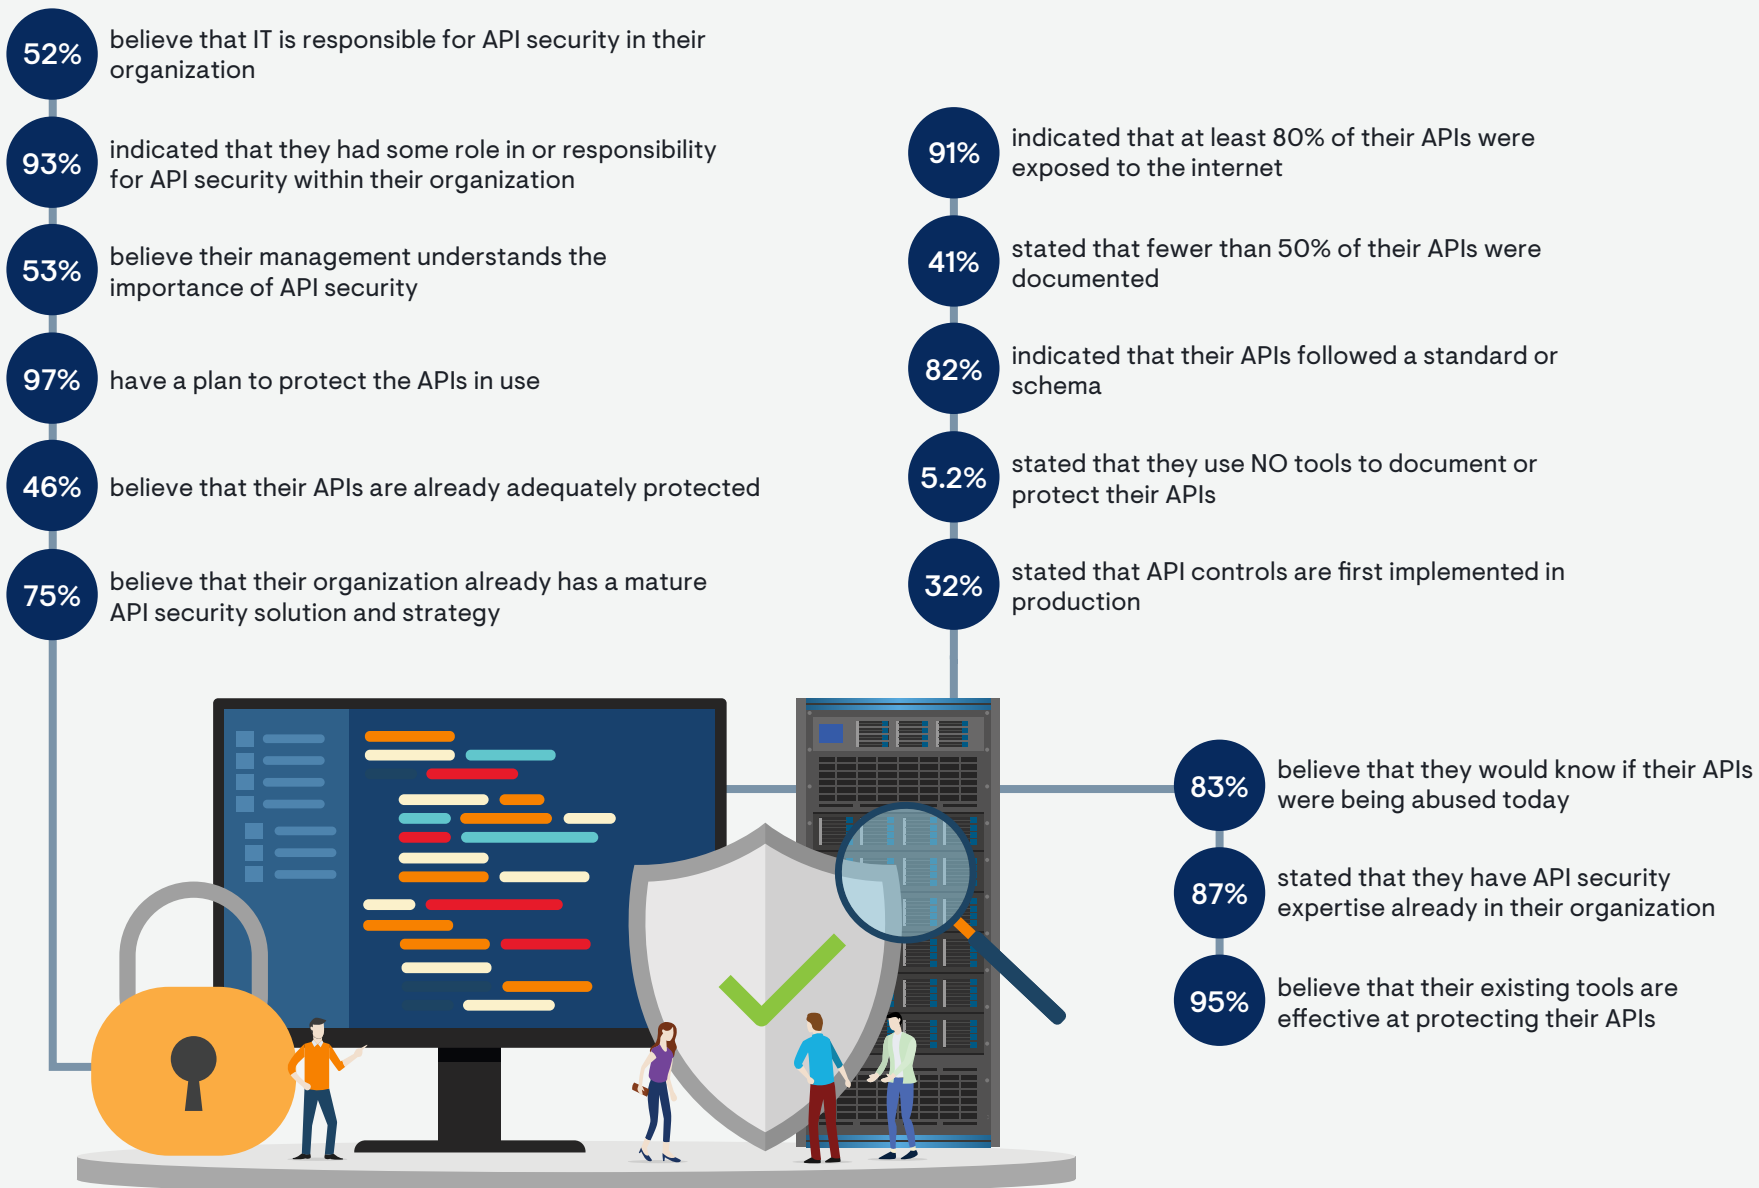 52%
believe that IT is responsible for API security in their
organization
93%
indicated that they had some role in or responsibility
for API security within their organization
53%
believe their management understands the
importance of API security
97%
have a plan to protect the APIs in use
46%
believe that their APIs are already adequately protected
75%
believe that their organization already has a mature
API security solution and strategy
91%
indicated that at least 80% of their APIs were
exposed to the internet
41%
stated that fewer than 50% of their APIs were
documented
82%
indicated that their APIs followed a standard or
schema
5.2%
stated that they use NO tools to document or
protect their APIs
32%
stated that API controls are first implemented in
production
83%
believe that they would know if their APIs
were being abused today
87%
stated that they have API security
expertise already in their organization
95%
believe that their existing tools are
effective at protecting their APIs